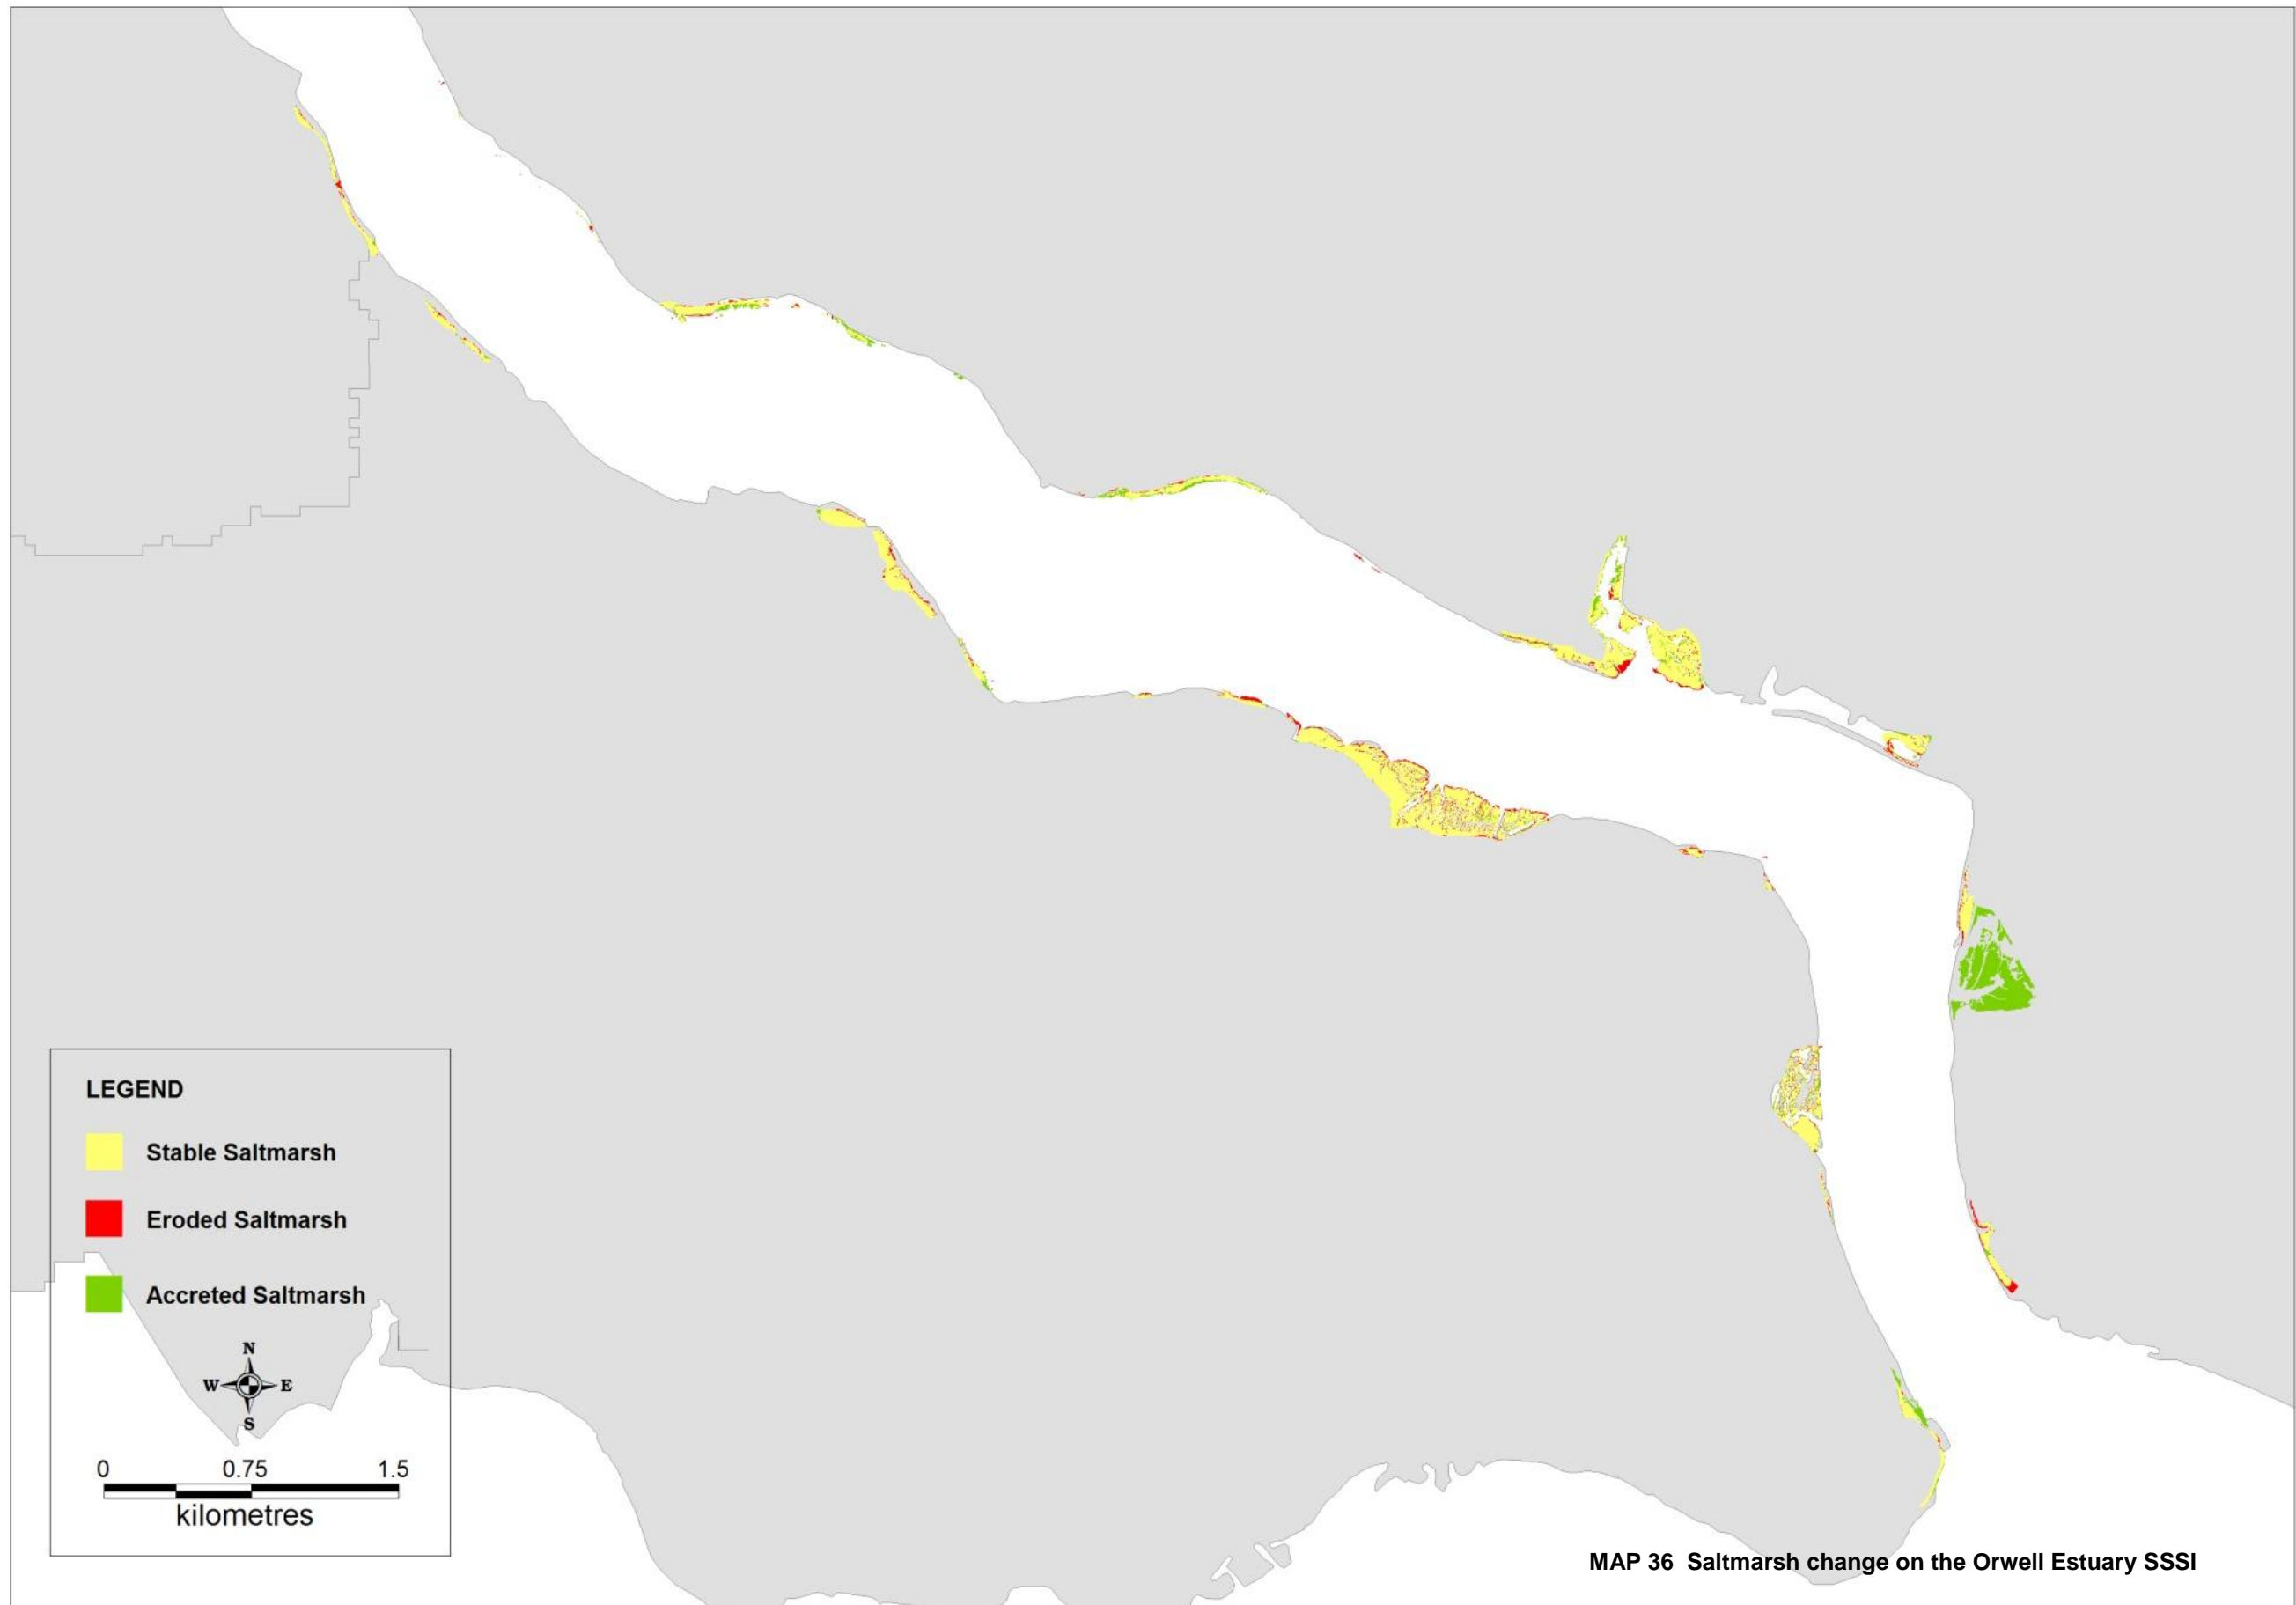 LEGEND
Stable Saltmarsh
Eroded Saltmarsh
Accreted Saltmarsh
N
W E
S
0 0.75 1.5
kilometres
MAP 36 Saltmarsh change on the Orwell Estuary SSSI